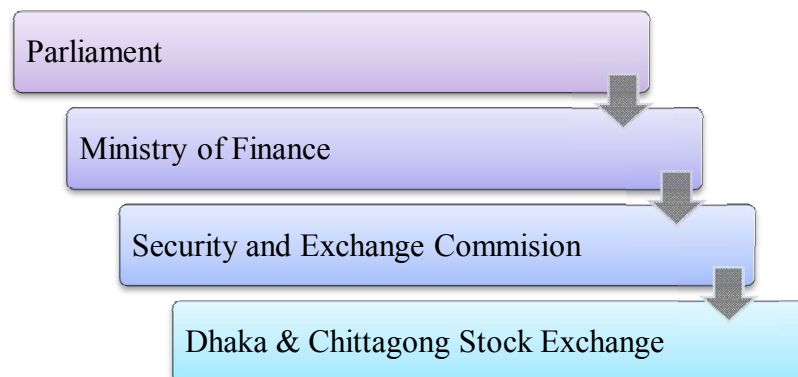 Parliament
Ministry of Finance
Security and Exchange Commision
Dhaka & Chittagong Stock Exchange